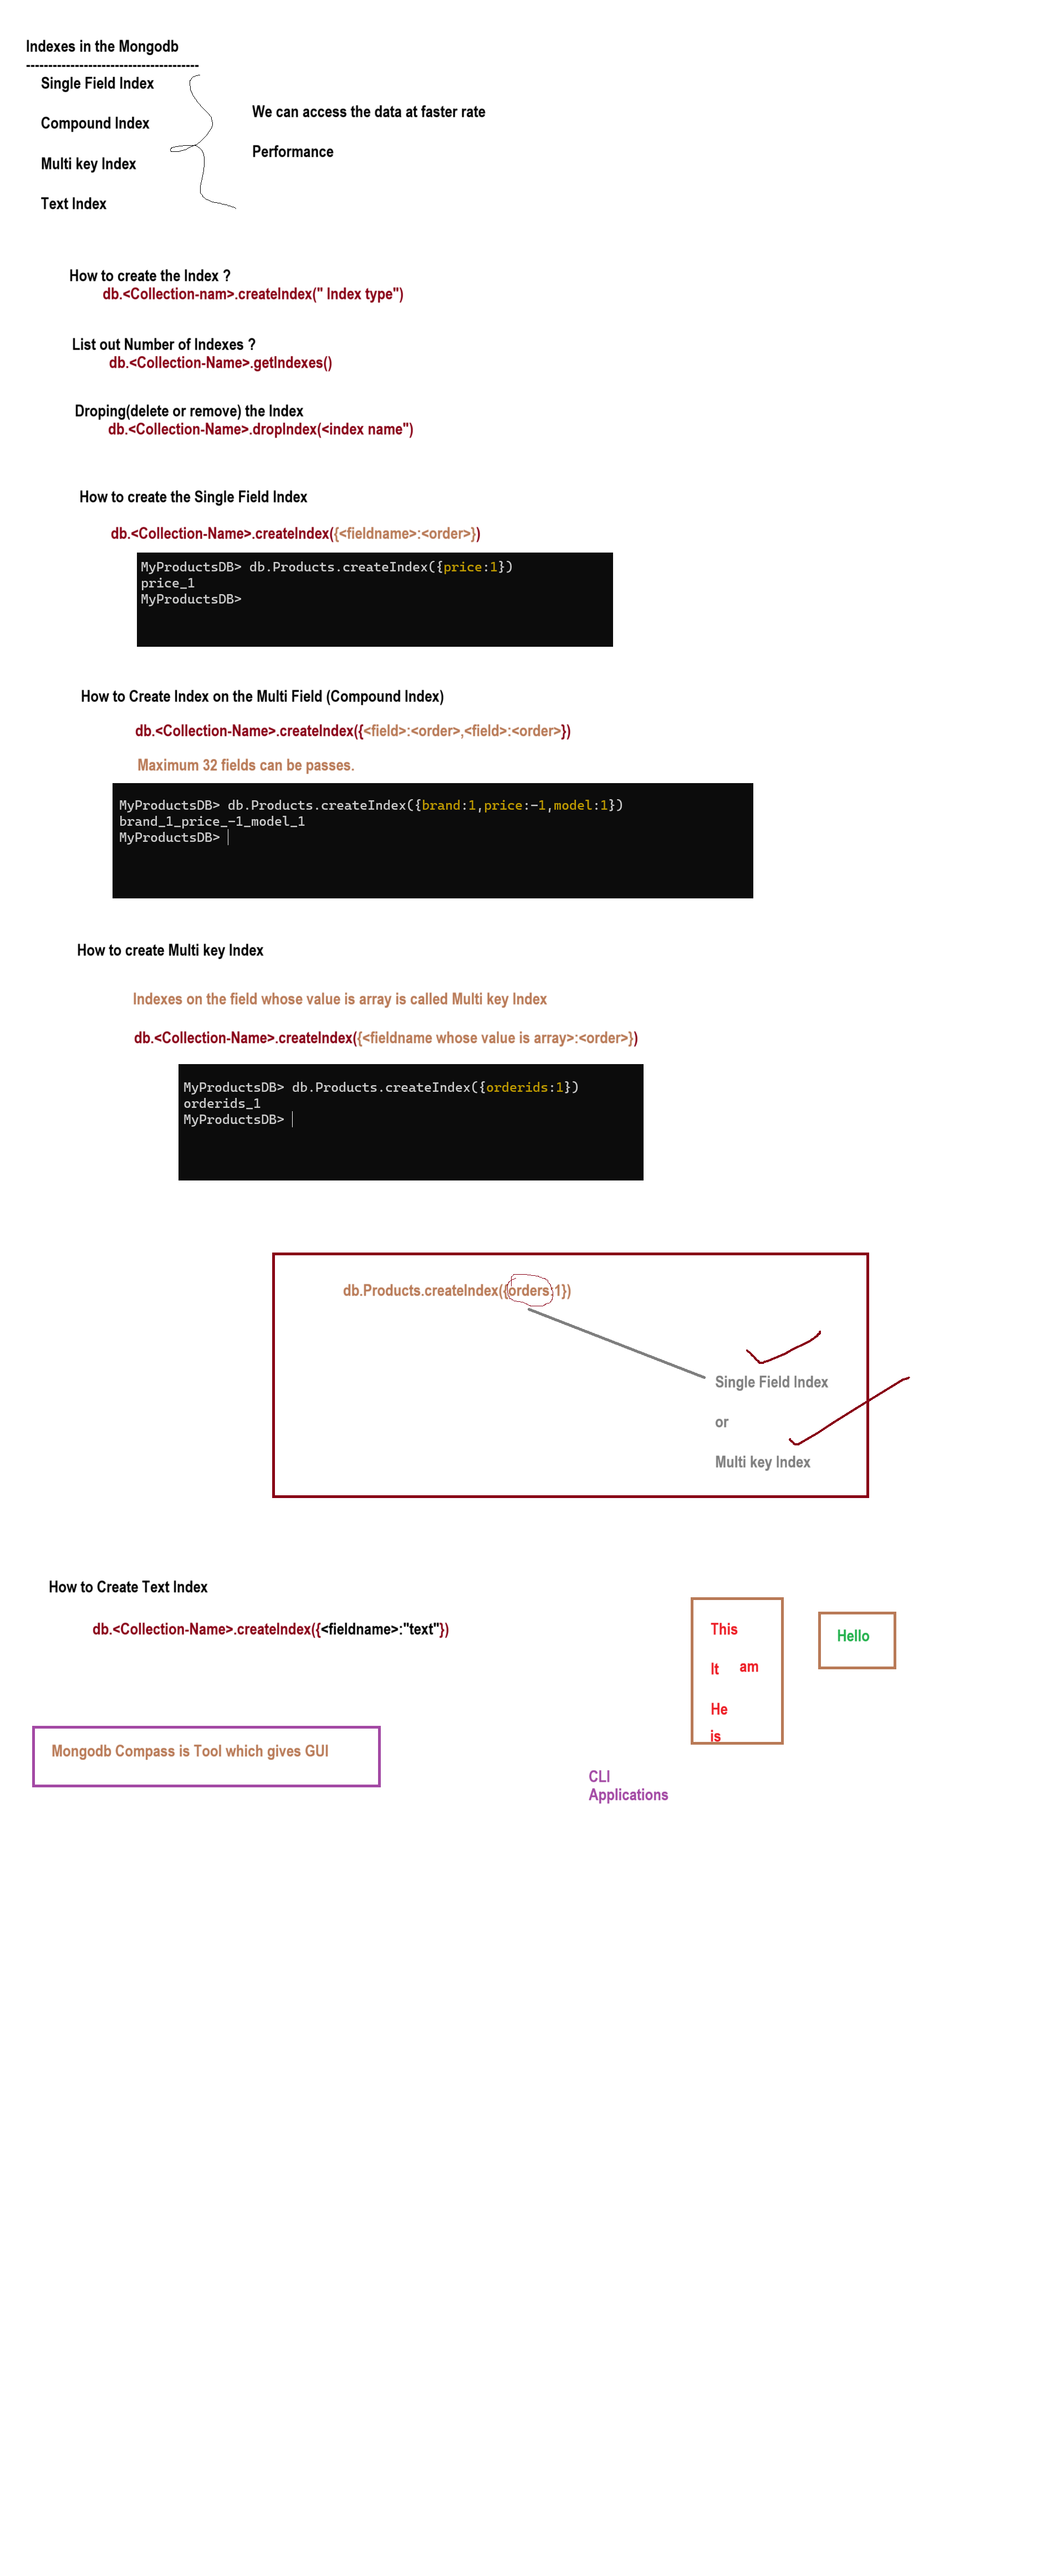 Indexes in the Mongodb
---------------------------------------
Single Field Index
Compound Index
Multi key Index
Text Index
We can access the data at faster rate
Performance
How to create the Index ?
db.<Collection-nam>.createIndex(" Index type")
List out Number of Indexes ?
db.<Collection-Name>.getIndexes()
Droping(delete or remove) the Index
db.<Collection-Name>.dropIndex(<index name")
How to create the Single Field Index
db.<Collection-Name>.createIndex({<fieldname>:<order>})
MyProductsDB> db.Products.createIndex({price:1})
price_1
MyProductsDB>
How to Create Index on the Multi Field (Compound Index)
db.<Collection-Name>.createIndex({<field>:<order>,<field>:<order>})
Maximum 32 fields can be passes.
MyProductsDB> db.Products.createIndex({brand:1,price:-1,model:1})
brand_1_price_-1_model_1
MyProductsDB>
How to create Multi key Index
Indexes on the field whose value is array is called Multi key Index
db.<Collection-Name>.createIndex({<fieldname whose value is array>:<order>})
MyProductsDB> db.Products.createIndex({orderids:1})
orderids_1
MyProductsDB>
db.Products.createIndex({orders:1})
Single Field Index
or
Multi key Index
How to Create Text Index
db.<Collection-Name>.createIndex({<fieldname>:"text"})
This
It am
He
is
Hello
Mongodb Compass is Tool which gives GUI
CLI
Applications